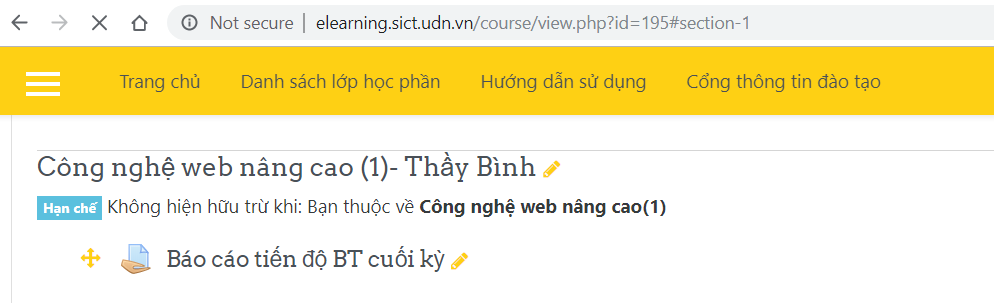 Not secure | elearning.sict.udn.vn/course/view.php?id=195#section-1
Trang chủ Danh sách lớp học phần Hướng dẫn sử dụng Cổng thông tin đào tạo
Công nghệ web nâng cao (1)- Thầy Bình
Hạn chế Không hiện hữu trừ khi: Bạn thuộc về Công nghệ web nâng cao(1)
Báo cáo tiến độ BT cuối kỳ